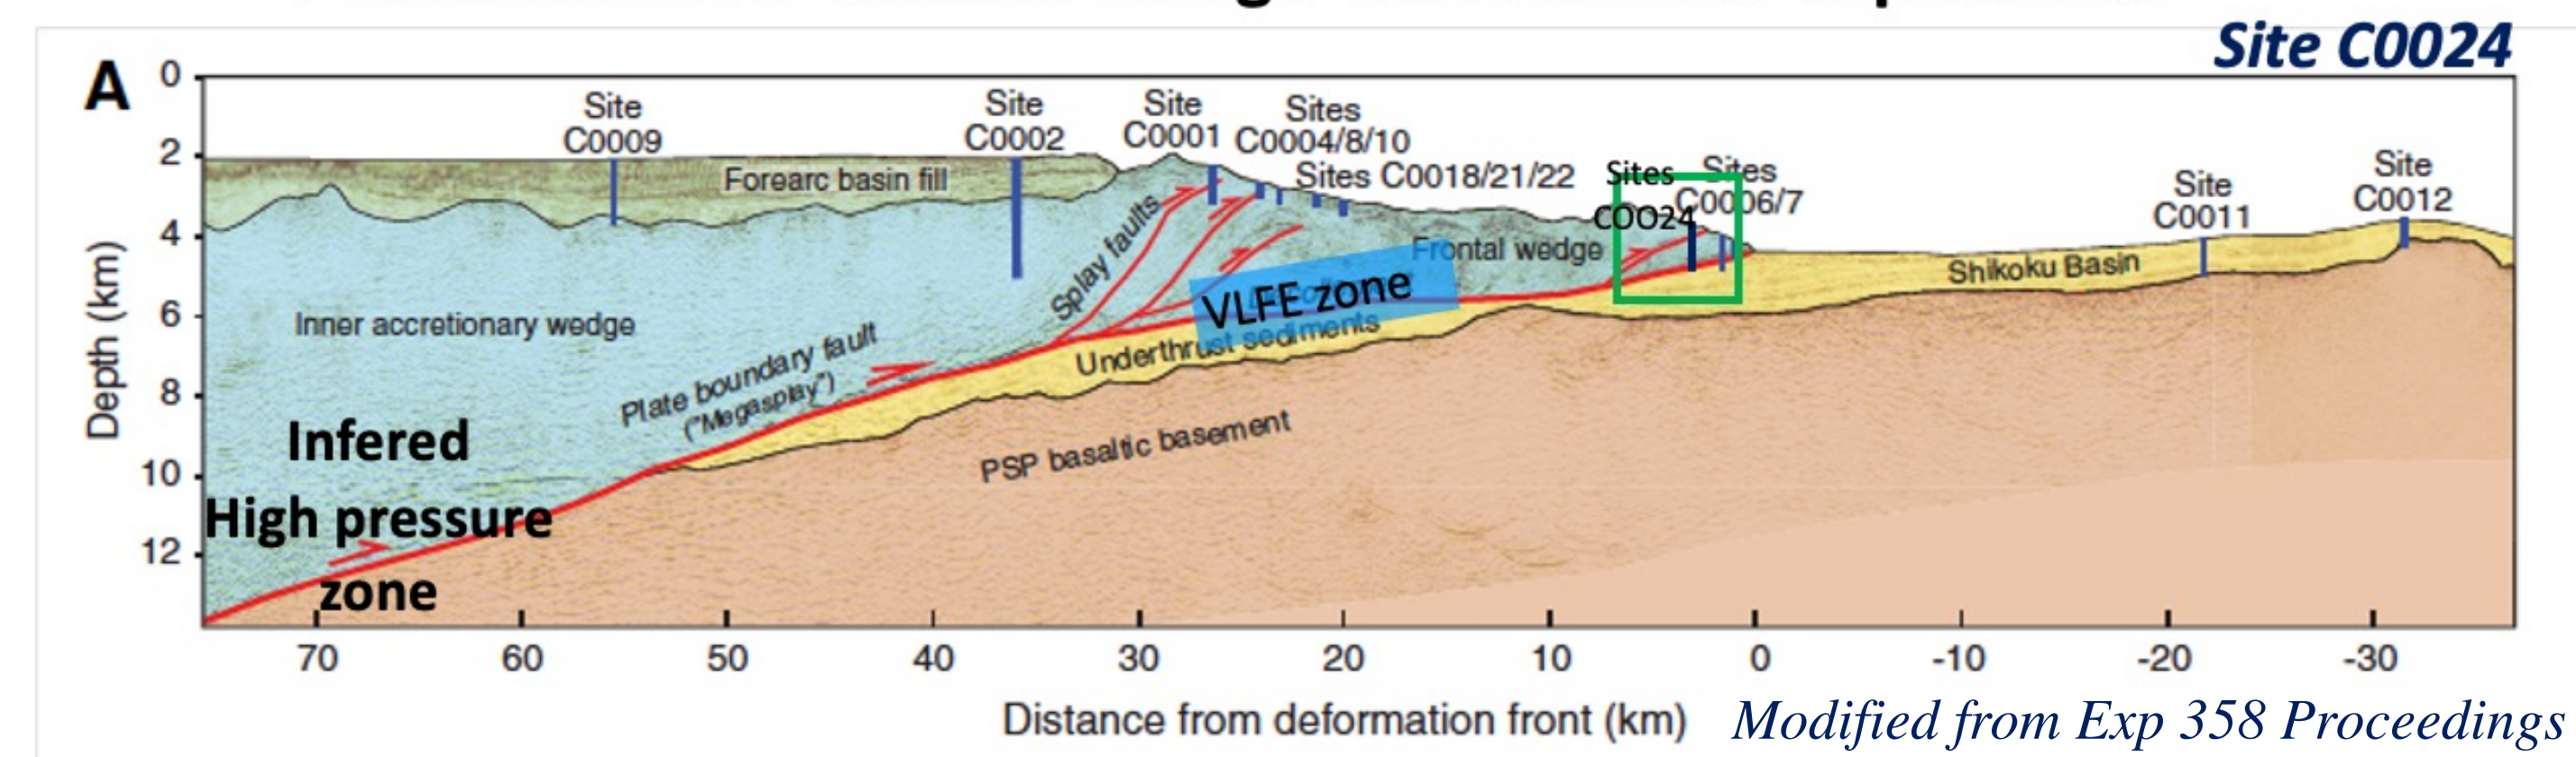 Site C0024
A
0
2
4
6
8
10
12
Depth (km)
Site
C0009
Site
C0002
Site
C0001
Sites
C0004/8/10
Sites C0018/21/22
Sites
COO24
Sites
C0006/7
Site
C0011
Site
C0012
Forearc basin fill
Splay faults
Frontal wedge
Shikoku Basin
VLFE zone
Inner accretionary wedge
Underthrust sediments
Plate boundary fault
("Megasplay")
PSP basaltic basement
Infered
High pressure
zone
70 60 50 40 30 20 10 0 -10 -20 -30
Distance from deformation front (km)
Modified from Exp 358 Proceedings